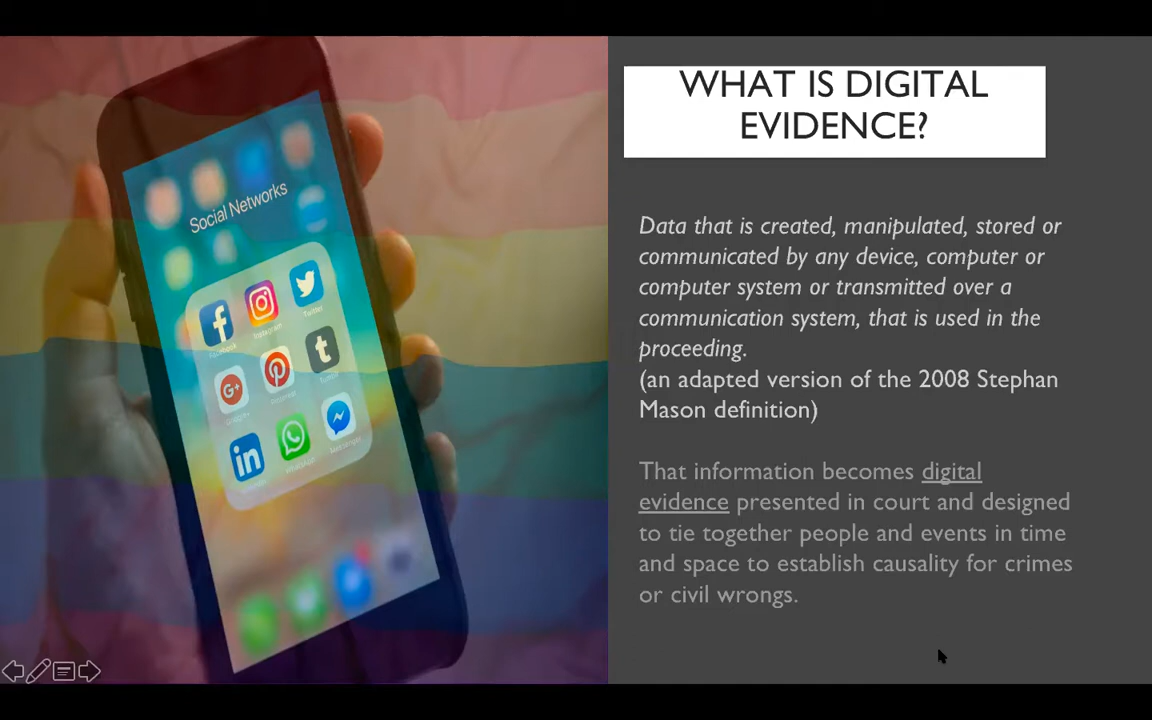 WHAT IS DIGITAL
EVIDENCE?
Data that is created, manipulated, stored or
communicated by any device, computer or
computer system or transmitted over a
communication system, that is used in the
proceeding.
(an adapted version of the 2008 Stephan
Mason definition)
That information becomes digital
evidence presented in court and designed
to tie together people and events in time
and space to establish causality for crimes
or civil wrongs.
Social Networks
Facebook
Instagram
Twitter
Pinterest
WhatsApp
Messenger